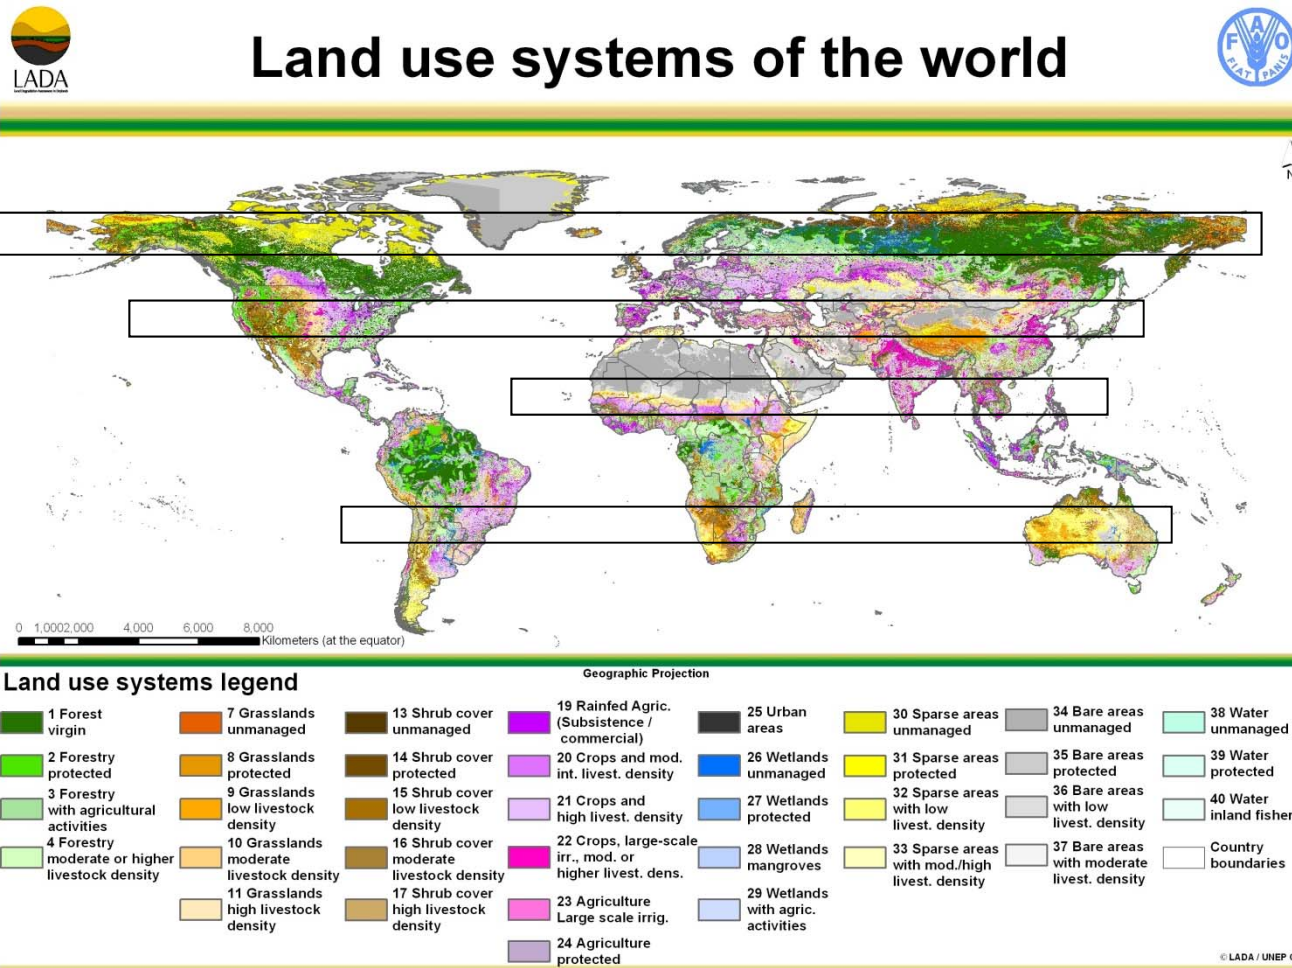 LADA
Land use systems of the world
F A O
FIAT PANIS
N
0 1,0002,000 4,000 6,000 8,000
Kilometers (at the equator)
Geographic Projection
Land use systems legend
1 Forest
virgin
2 Forestry
protected
3 Forestry
with agricultural
activities
4 Forestry
moderate or higher
livestock density
7 Grasslands
unmanaged
8 Grasslands
protected
9 Grasslands
low livestock
density
10 Grasslands
moderate
livestock density
11 Grasslands
high livestock
density
13 Shrub cover
unmanaged
14 Shrub cover
protected
15 Shrub cover
low livestock
density
16 Shrub cover
moderate
livestock density
17 Shrub cover
high livestock
density
19 Rainfed Agric.
(Subsistence /
commercial)
20 Crops and mod.
int. livest. density
21 Crops and
high livest. density
22 Crops, large-scale
irr., mod. or
higher livest. dens.
23 Agriculture
Large scale irrig.
24 Agriculture
protected
25 Urban
areas
26 Wetlands
unmanaged
27 Wetlands
protected
28 Wetlands
mangroves
29 Wetlands
with agric.
activities
30 Sparse areas
unmanaged
31 Sparse areas
protected
32 Sparse areas
with low
livest. density
33 Sparse areas
with mod./high
livest. density
34 Bare areas
unmanaged
35 Bare areas
protected
36 Bare areas
with low
livest. density
37 Bare areas
with moderate
livest. density
38 Water
unmanaged
39 Water
protected
40 Water
inland fisher
Country
boundaries
© LADA / UNEP